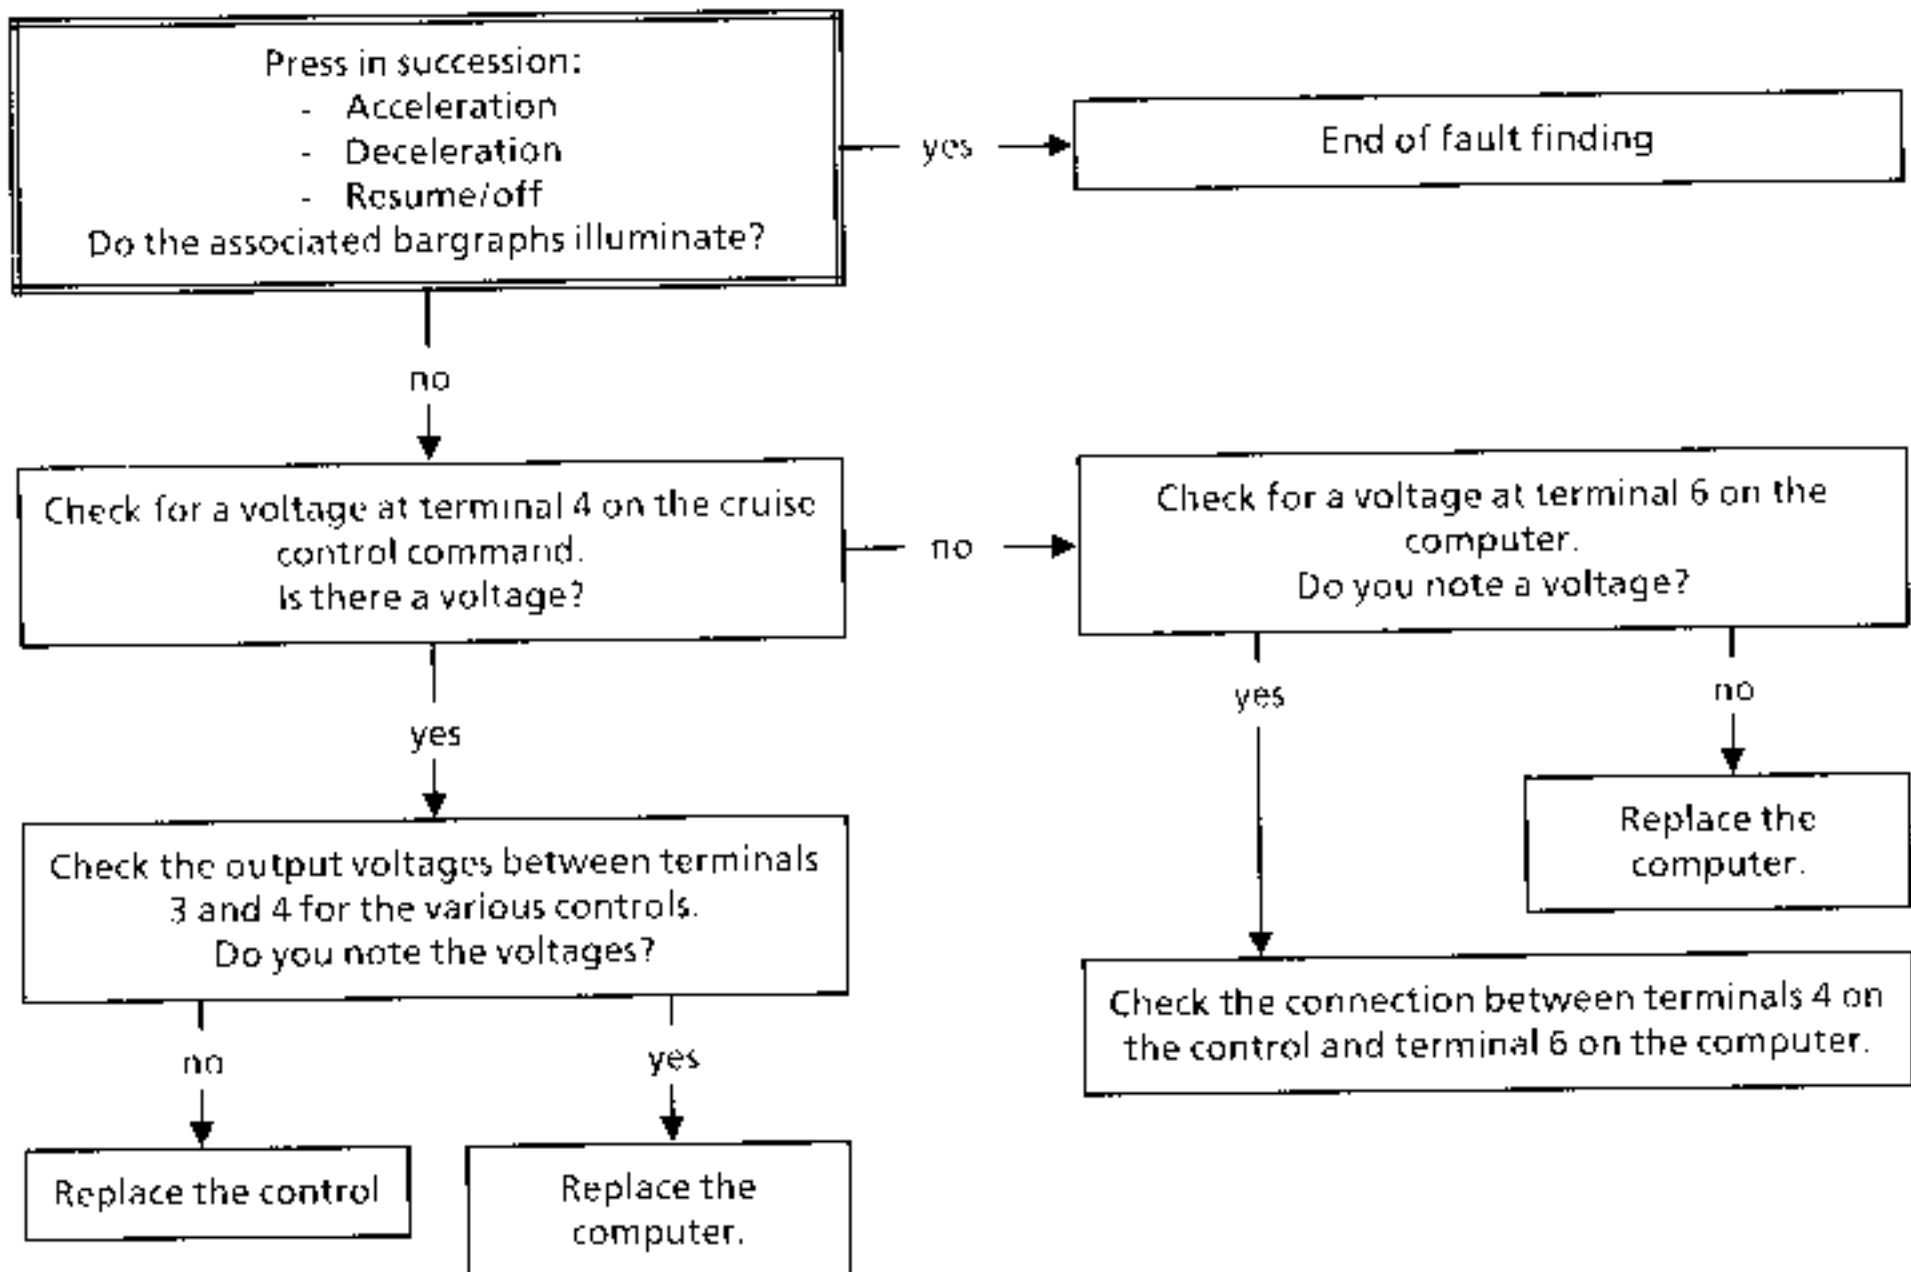 Press in succession:
- Acceleration
- Deceleration
- Resume/off
Do the associated bargraphs illuminate?
yes
End of fault finding
no
Check for a voltage at terminal 4 on the cruise
control command.
Is there a voltage?
no
Check for a voltage at terminal 6 on the
computer.
Do you note a voltage?
yes
no
yes
Replace the
computer.
Check the output voltages between terminals
3 and 4 for the various controls.
Do you note the voltages?
Check the connection between terminals 4 on
the control and terminal 6 on the computer.
no
yes
Replace the control
Replace the
computer.